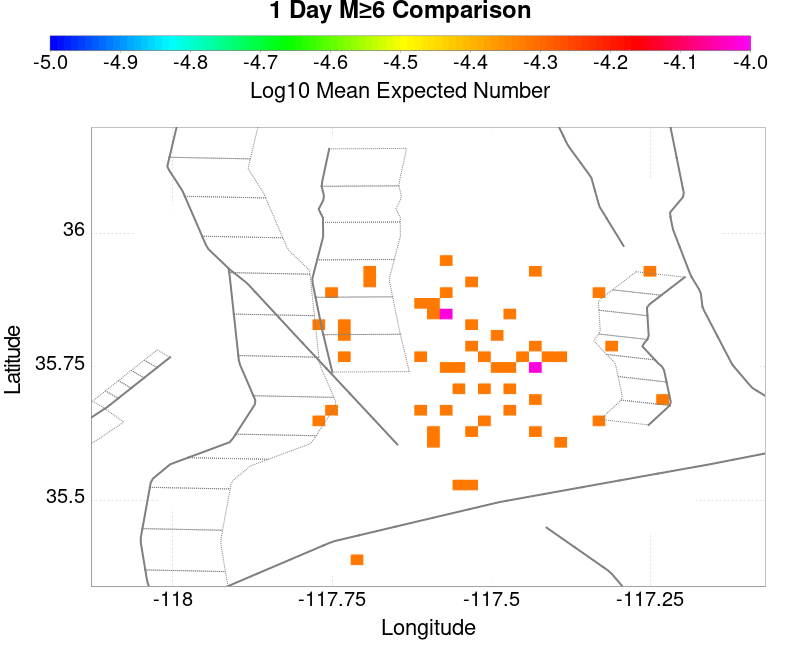 1 Day M≥6 Comparison
-5.0 -4.9 -4.8 -4.7 -4.6 -4.5 -4.4 -4.3 -4.2 -4.1 -4.0
Log10 Mean Expected Number
36
35.75
35.5
Latitude
-118 -117.75 -117.5 -117.25
Longitude